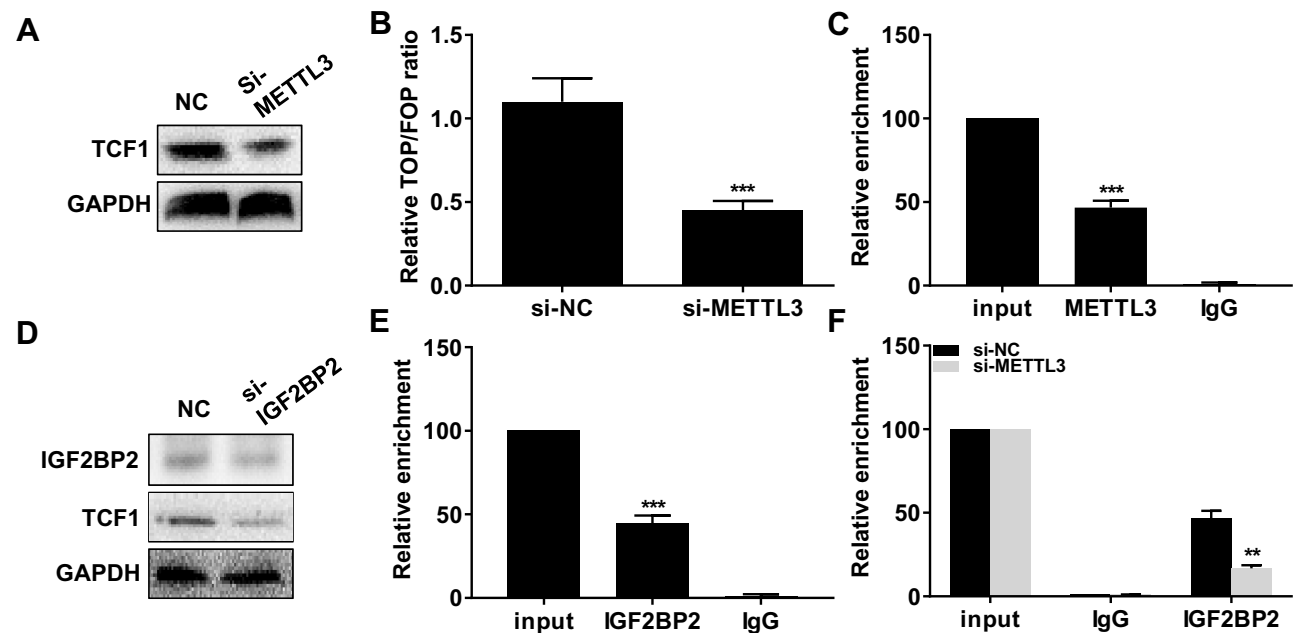 A
NC
Si-
METTL3
TCF1
GAPDH
B
Relative TOP/FOP ratio
1.5
1.0
0.5
0.0
***
si-NC
si-METTL3
C
Relative enrichment
150
100
50
0
***
input
METTL3
IgG
D
NC
si-
IGF2BP2
IGF2BP2
TCF1
GAPDH
E
Relative enrichment
150
100
50
0
***
input
IGF2BP2
IgG
F
Relative enrichment
150
100
50
0
si-NC
si-METTL3
**
input
IgG
IGF2BP2